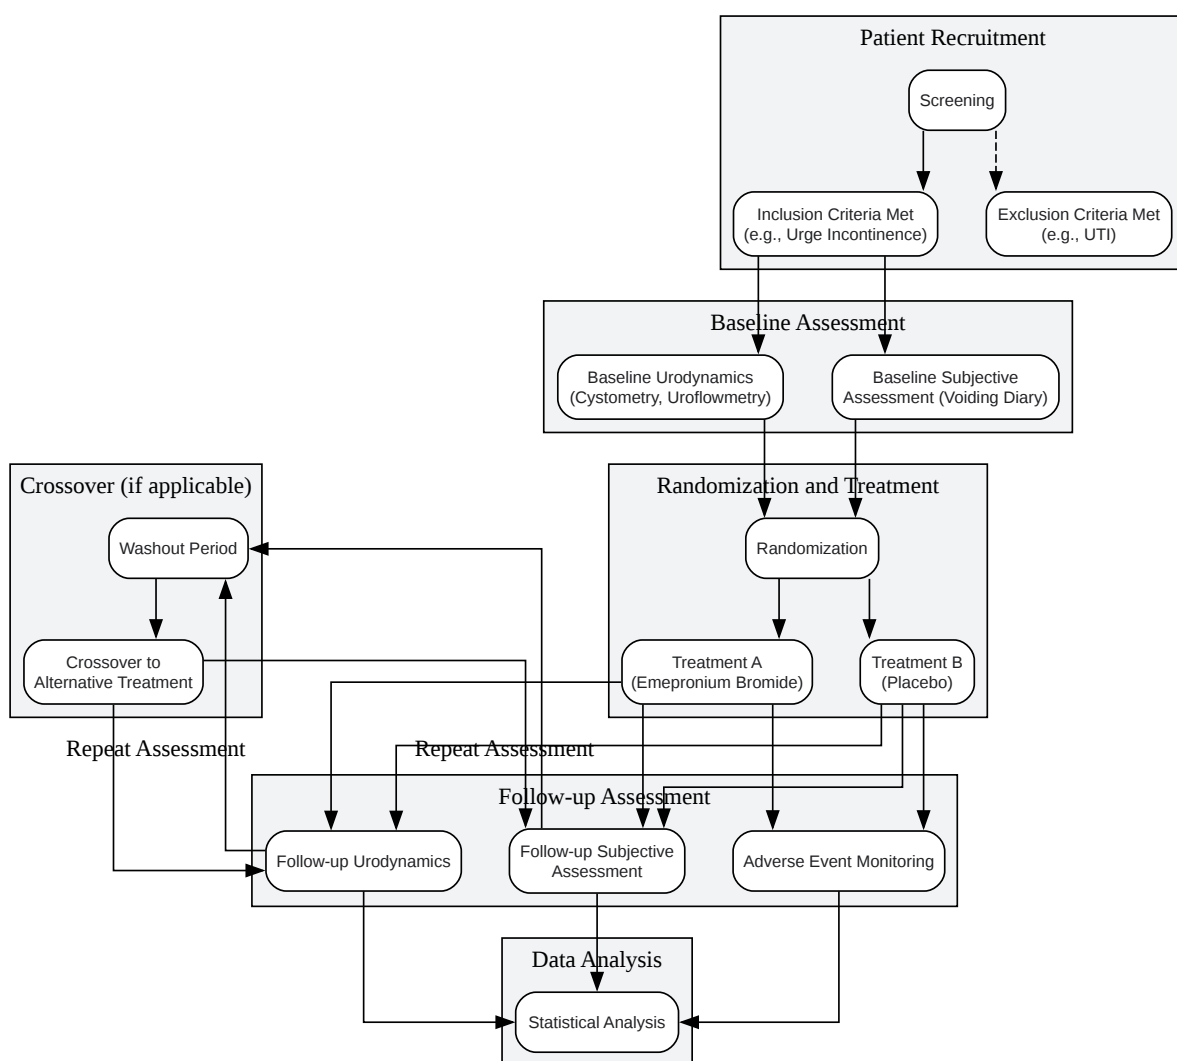 Patient Recruitment
Screening
Inclusion Criteria Met
(e.g., Urge Incontinence)
Exclusion Criteria Met
(e.g., UTI)
Baseline Assessment
Baseline Urodynamics
(Cystometry, Uroflowmetry)
Baseline Subjective
Assessment (Voiding Diary)
Crossover (if applicable)
Washout Period
Crossover to
Alternative Treatment
Randomization and Treatment
Randomization
Treatment A
(Emepronium Bromide)
Treatment B
(Placebo)
Repeat Assessment
Repeat Assessment
Follow-up Assessment
Follow-up Urodynamics
Follow-up Subjective
Assessment
Adverse Event Monitoring
Data Analysis
Statistical Analysis